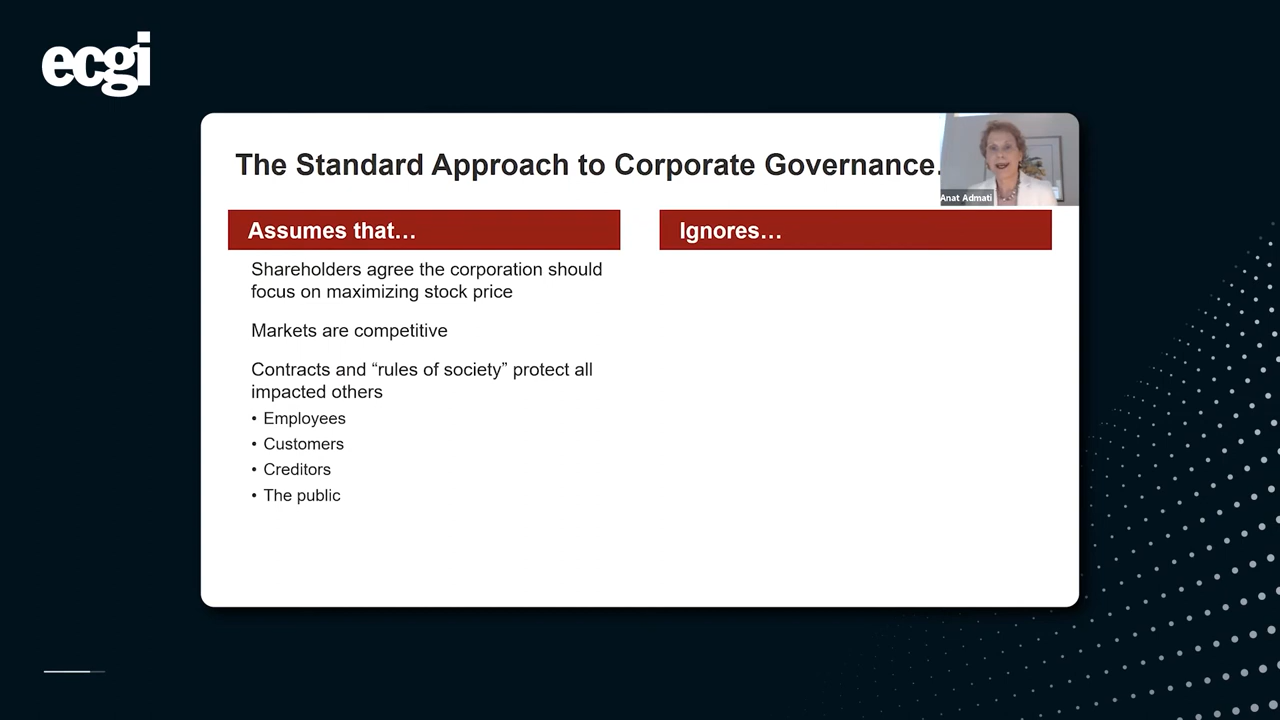 ecgi
The Standard Approach to Corporate Governance.
Anat Admati
Assumes that…
Ignores…
Shareholders agree the corporation should
focus on maximizing stock price
Markets are competitive
Contracts and “rules of society” protect all
impacted others
• Employees
• Customers
• Creditors
• The public